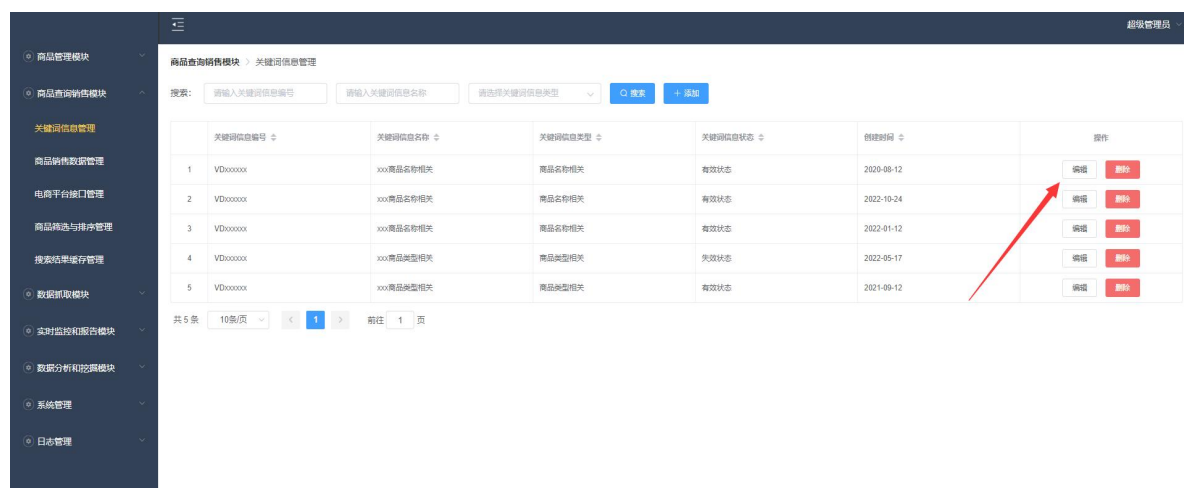 超级管理员
商品管理模块
商品查询销售模块
关键词信息管理
商品销售数据管理
电商平台接口管理
商品筛选与排序管理
搜索结果缓存管理
数据抓取模块
实时监控和报告模块
数据分析和挖掘模块
系统管理
日志管理
商品查询销售模块 > 关键词信息管理
搜索: 请输入关键词信息编号 请输入关键词信息名称 请选择关键词信息类型 搜索 + 添加
关键词信息编号 关键词信息名称 关键词信息类型 关键词信息状态 创建时间 操作
1 VDxxxxxx xxx商品名称相关 商品名称相关 有效状态 2020-08-12 编辑 删除
2 VDxxxxxx xxx商品名称相关 商品名称相关 有效状态 2022-10-24 编辑 删除
3 VDxxxxxx xxx商品名称相关 商品名称相关 有效状态 2022-01-12 编辑 删除
4 VDxxxxxx xxx商品类型相关 商品类型相关 失效状态 2022-05-17 编辑 删除
5 VDxxxxxx xxx商品类型相关 商品类型相关 有效状态 2021-09-12 编辑 删除
共 5 条 10条/页 < 1 > 前往 1 页